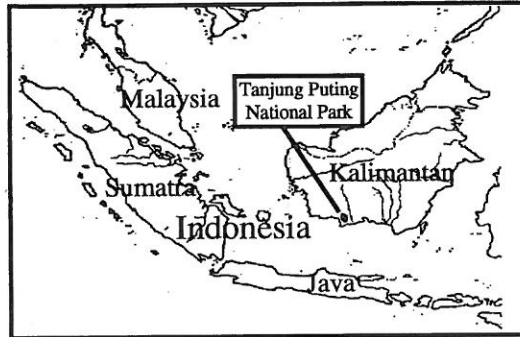 Tanjung Puting
National Park
Malaysia
Kalimantan
Sumatra
Indonesia
Java